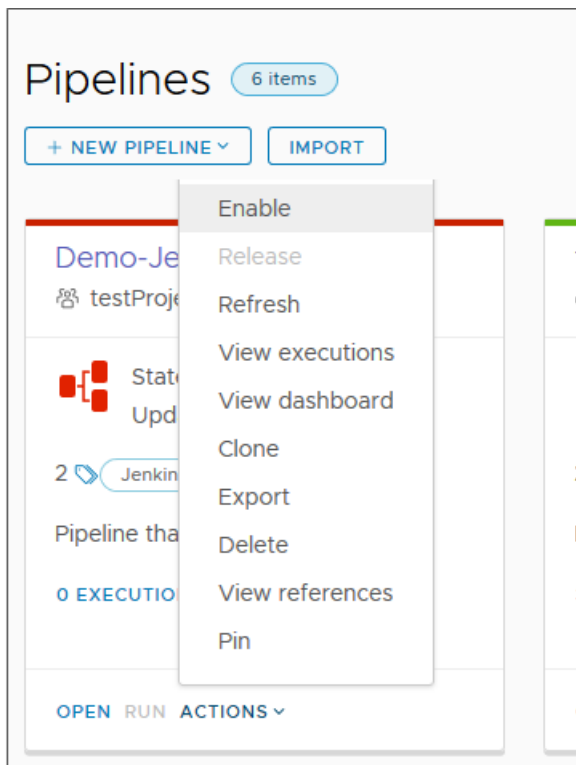 Pipelines 6 items
+ NEW PIPELINE IMPORT
Enable
Demo-Je
Release
testProje
Refresh
View executions
State
Upd
View dashboard
Clone
2 Jenkin
Export
Pipeline tha
Delete
0 EXECUTIO
View references
Pin
OPEN RUN ACTIONS